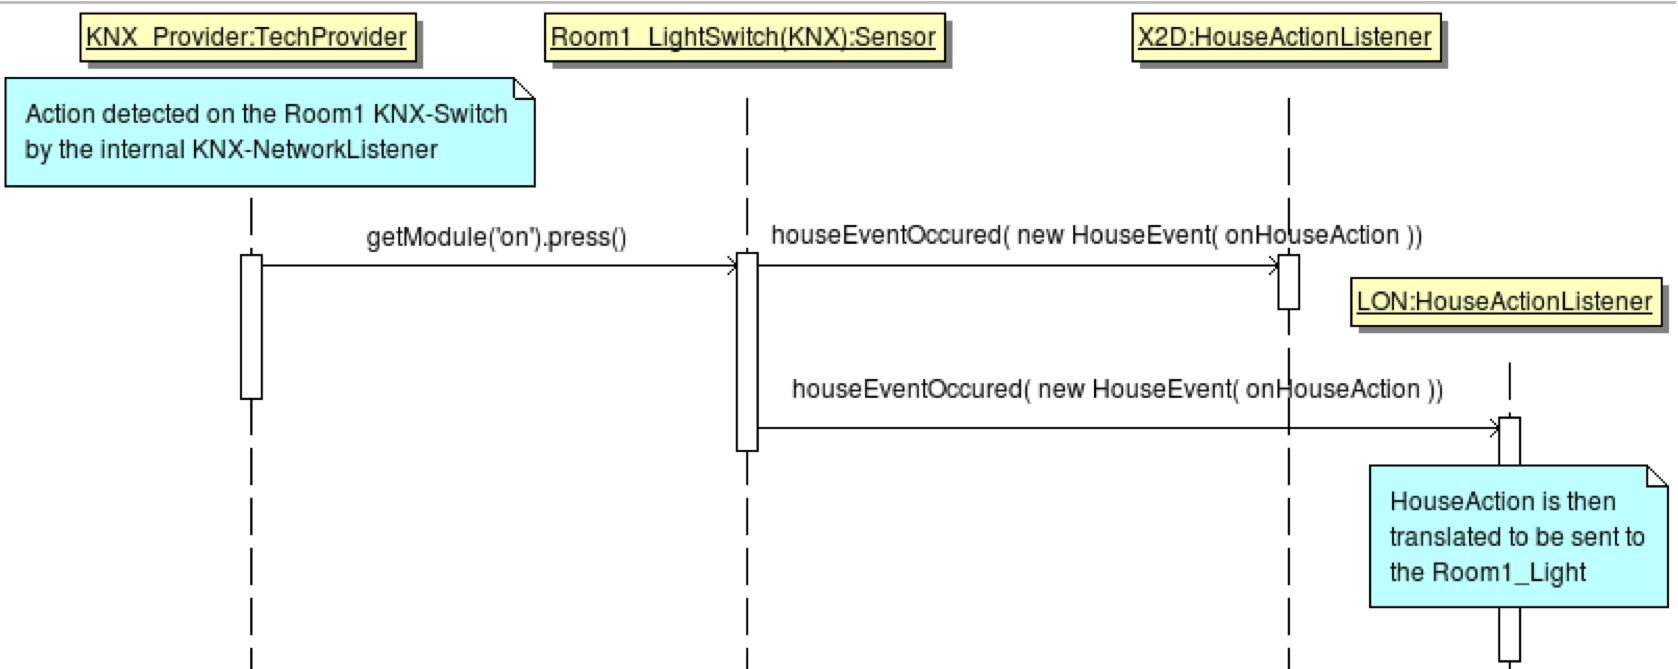 KNX_Provider:TechProvider
Room1_LightSwitch(KNX):Sensor
X2D:HouseActionListener
Action detected on the Room1 KNX-Switch
by the internal KNX-NetworkListener
getModule("on").press()
houseEventOccured( new HouseEvent( onHouseAction ))
LON:HouseActionListener
houseEventOccured( new HouseEvent( onHouseAction ))
HouseAction is then
translated to be sent to
the Room1_Light